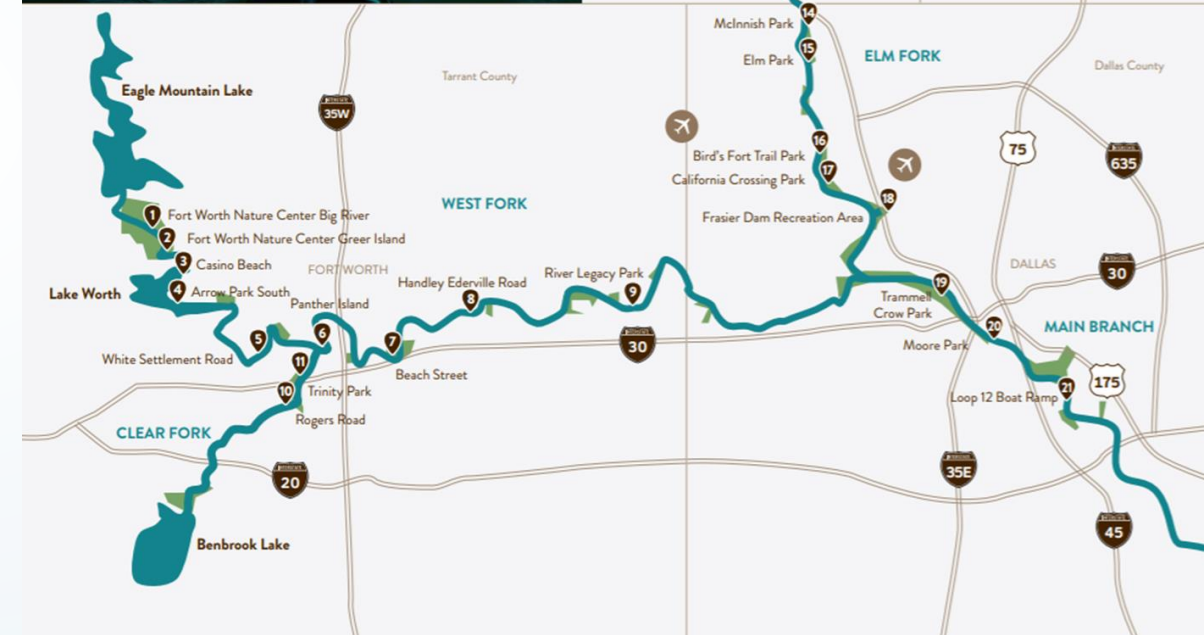 14
McInnish Park
15
Elm Park
ELM FORK
Dallas County
Tarrant County
Eagle Mountain Lake
35W
75
635
16
Bird's Fort Trail Park
17
California Crossing Park
18
Frasier Dam Recreation Area
WEST FORK
1
Fort Worth Nature Center Big River
2
Fort Worth Nature Center Greer Island
3
Casino Beach
FORT WORTH
DALLAS
30
Lake Worth
4
Arrow Park South
Panther Island
Handley Ederville Road
8
River Legacy Park
9
19
Trammell
Crow Park
20
MAIN BRANCH
Moore Park
5
White Settlement Road
6
7
Beach Street
30
11
10
Trinity Park
Rogers Road
175
21
Loop 12 Boat Ramp
CLEAR FORK
20
35E
45
Benbrook Lake